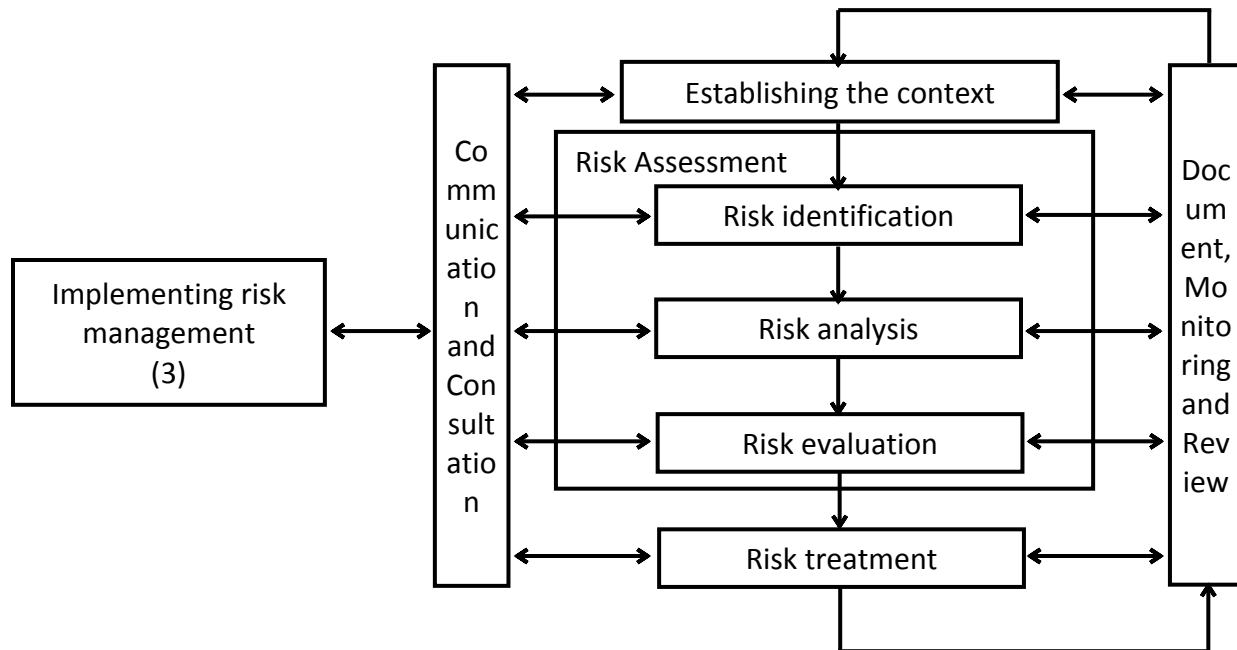 Implementing risk
management
(3)
Co
mm
unic
atio
n
and
Con
sult
atio
n
Establishing the context
Risk Assessment
Risk identification
Risk analysis
Risk evaluation
Risk treatment
Doc
um
ent,
Mo
nito
ring
and
Rev
iew